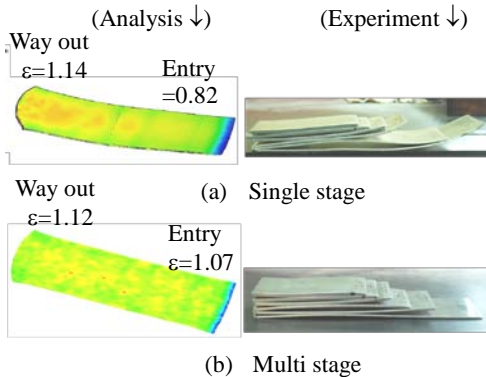 (Analysis ↓) (Experiment ↓)
Way out
ε=1.14
Entry
=0.82
(a) Single stage
Way out
ε=1.12
Entry
ε=1.07
(b) Multi stage